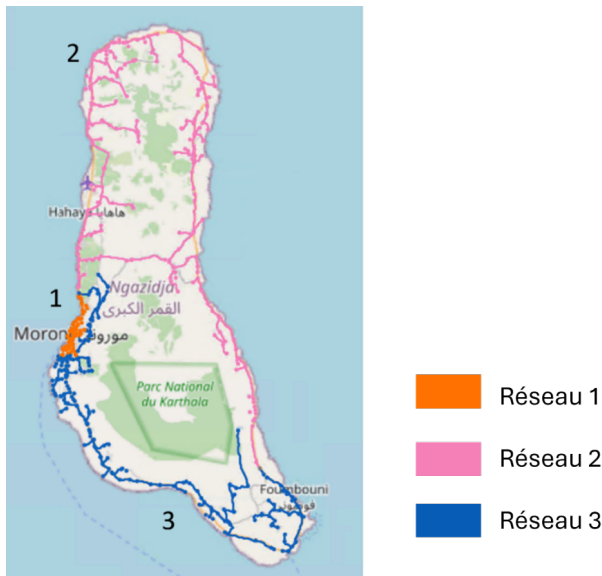 2
Hahaya هاهايا
Ngazidja
القمر الكبرى
1
Moroni موروني
Parc National
du Karthala
Foumbouni
فومبوني
3
Réseau 1
Réseau 2
Réseau 3